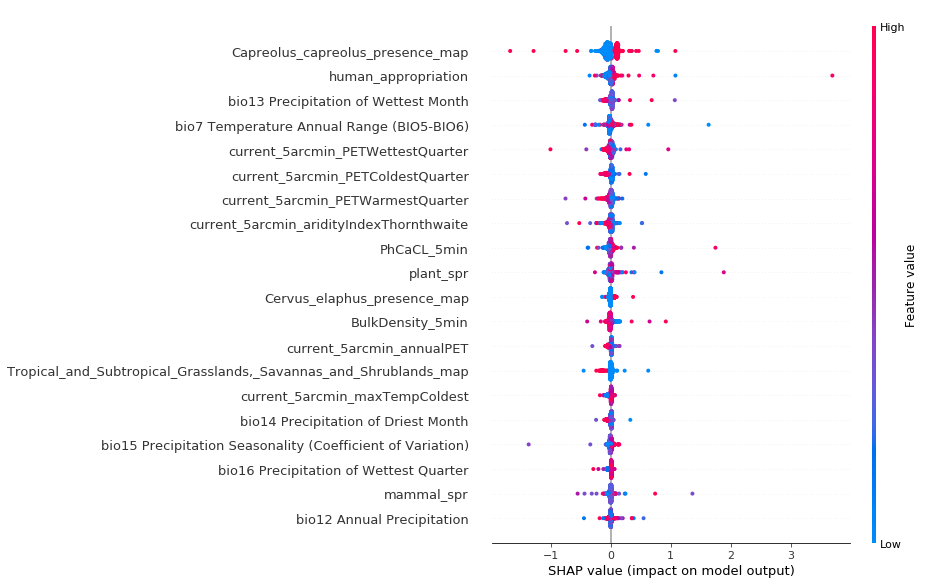 High
Capreolus_capreolus_presence_map
human_appropriation
bio13 Precipitation of Wettest Month
bio7 Temperature Annual Range (BIO5-BIO6)
current_5arcmin_PETWettestQuarter
current_5arcmin_PETColdestQuarter
current_5arcmin_PETWarmestQuarter
current_5arcmin_aridityIndexThornthwaite
PhCaCL_5min
plant_spr
Cervus_elaphus_presence_map
BulkDensity_5min
current_5arcmin_annualPET
Tropical_and_Subtropical_Grasslands,_Savannas_and_Shrublands_map
current_5arcmin_maxTempColdest
bio14 Precipitation of Driest Month
bio15 Precipitation Seasonality (Coefficient of Variation)
bio16 Precipitation of Wettest Quarter
mammal_spr
bio12 Annual Precipitation
Feature value
Low
−1 0 1 2 3
SHAP value (impact on model output)